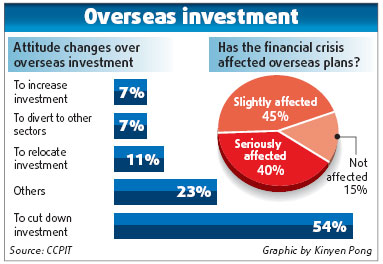 Overseas investment
Attitude changes over
overseas investment
To increase
investment
7%
To divert to other
sectors
7%
To relocate
investment
11%
Others
23%
To cut down
investment
54%
Has the financial crisis
affected overseas plans?
Slightly affected
45%
Seriously
affected
40%
Not
affected
15%
Source: CCPIT
Graphic by Kinyen Pong